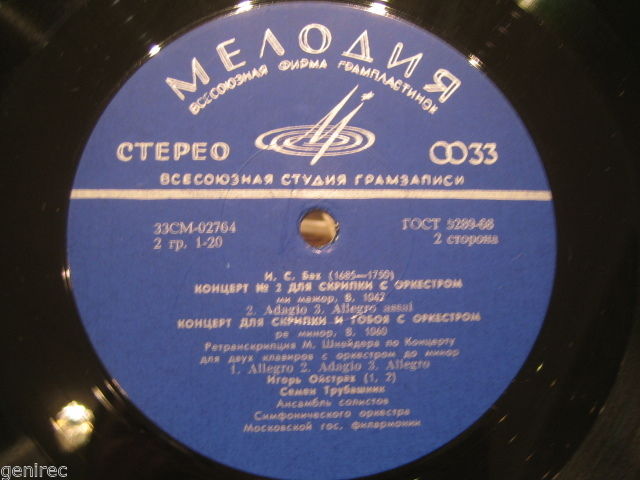 МЕЛОДИЯ
ВСЕСОЮЗНАЯ ФИРМА ГРАМПЛАСТИНОК
СТЕРЕО
33
ВСЕСОЮЗНАЯ СТУДИЯ ГРАМЗАПИСИ
33СМ-02764
ГОСТ 5289-68
2 гр. 1-20
2 сторона
И. С. Бах (1685—1750)
КОНЦЕРТ № 2 ДЛЯ СКРИПКИ С ОРКЕСТРОМ
ми мажор, В. 1042
2. Adagio 3. Allegro assai
КОНЦЕРТ ДЛЯ СКРИПКИ И ГОБОЯ С ОРКЕСТРОМ
ре минор, В. 1060
Ретранскрипция М. Шнейдера по Концерту
для двух клавиров с оркестром до минор
1. Allegro 2. Adagio 3. Allegro
Игорь Ойстрах (1, 2)
Семен Трубашник
Ансамбль солистов
Симфонического оркестра
Московской гос. филармонии
genirec